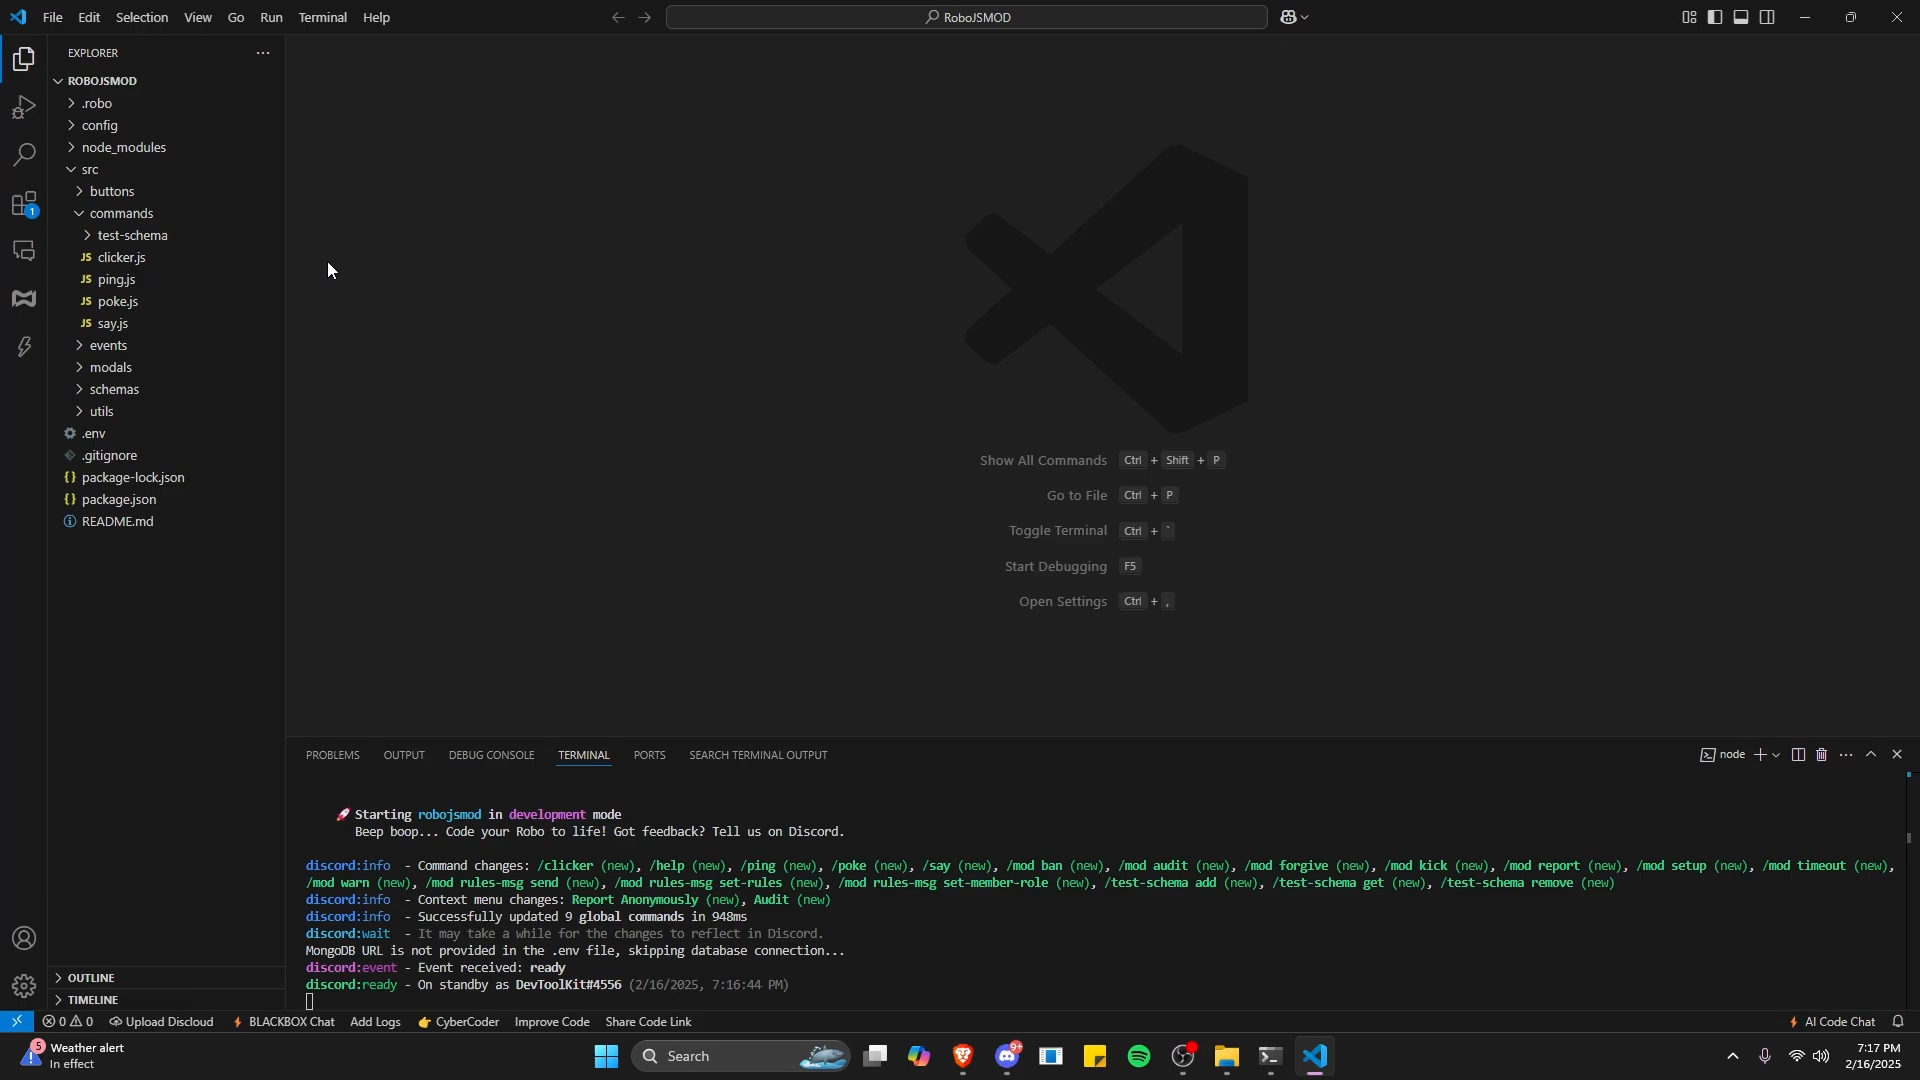 File Edit Selection View Go Run Terminal Help
RoboJSMOD
EXPLORER
ROBOJSMOD
.robo
config
node_modules
src
buttons
commands
test-schema
JS clicker.js
JS ping.js
JS poke.js
JS say.js
events
modals
schemas
utils
.env
.gitignore
{} package-lock.json
{} package.json
README.md
OUTLINE
TIMELINE
1
Show All Commands Ctrl + Shift + P
Go to File Ctrl + P
Toggle Terminal Ctrl + `
Start Debugging F5
Open Settings Ctrl + ,
PROBLEMS OUTPUT DEBUG CONSOLE TERMINAL PORTS SEARCH TERMINAL OUTPUT
node
🚀 Starting robojsmod in development mode
Beep boop... Code your Robo to life! Got feedback? Tell us on Discord.
discord:info - Command changes: /clicker (new), /help (new), /ping (new), /poke (new), /say (new), /mod ban (new), /mod audit (new), /mod forgive (new), /mod kick (new), /mod report (new), /mod setup (new), /mod timeout (new),
/mod warn (new), /mod rules-msg send (new), /mod rules-msg set-rules (new), /mod rules-msg set-member-role (new), /test-schema add (new), /test-schema get (new), /test-schema remove (new)
discord:info - Context menu changes: Report Anonymously (new), Audit (new)
discord:info - Successfully updated 9 global commands in 948ms
discord:wait - It may take a while for the changes to reflect in Discord.
MongoDB URL is not provided in the .env file, skipping database connection...
discord:event - Event received: ready
discord:ready - On standby as DevToolKit#4556 (2/16/2025, 7:16:44 PM)
0 0 Upload Discloud BLACKBOX Chat Add Logs 👉 CyberCoder Improve Code Share Code Link AI Code Chat
5 Weather alert
In effect
Search
9+
7:17 PM
2/16/2025